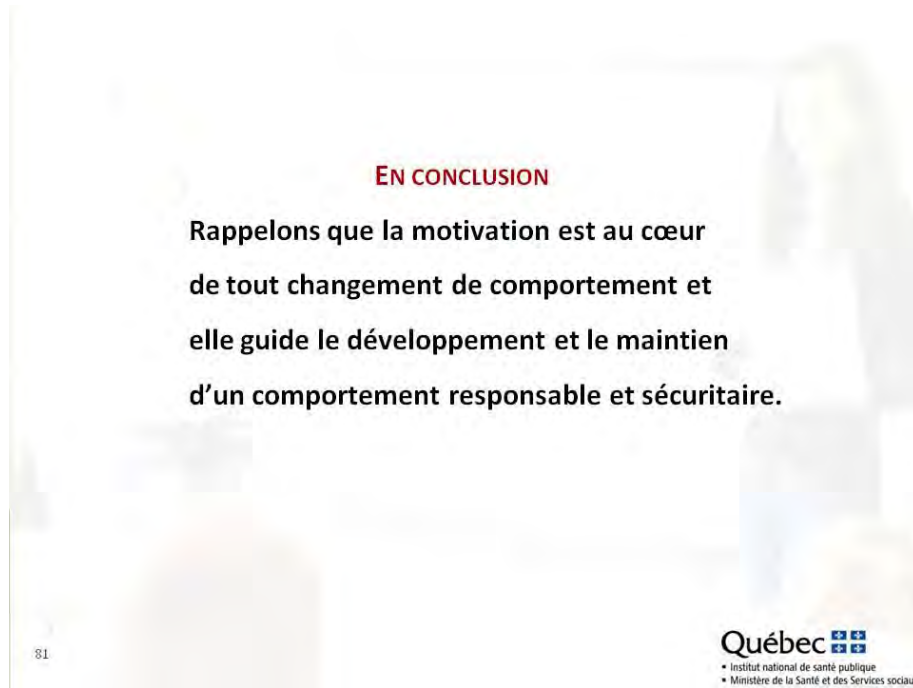 EN CONCLUSION
Rappelons que la motivation est au cœur
de tout changement de comportement et
elle guide le développement et le maintien
d’un comportement responsable et sécuritaire.
81
Québec
• Institut national de santé publique
• Ministère de la Santé et des Services sociau